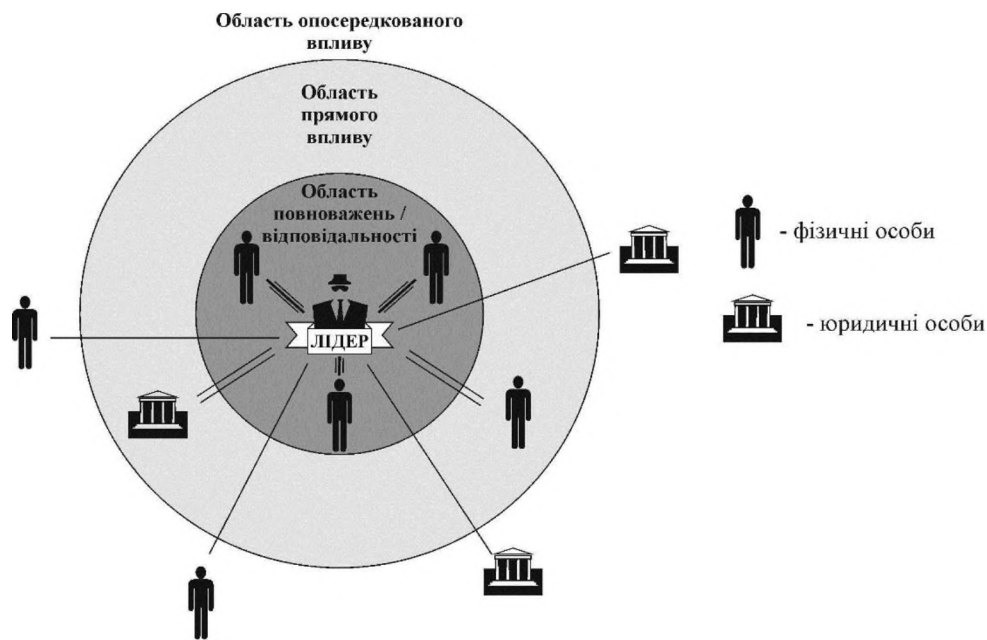 Область опосередкованого
впливу
Область
прямого
впливу
Область
повноважень /
відповідальності
ЛІДЕР
- фізичні особи
- юридичні особи